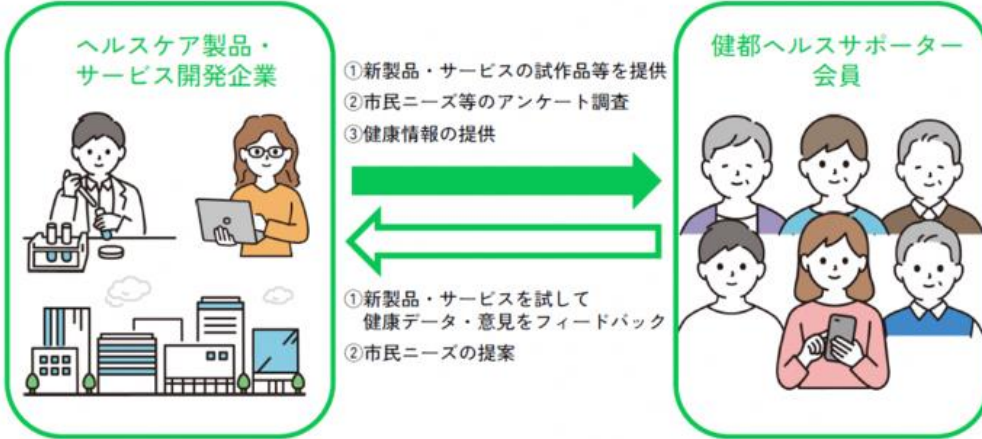 ヘルスケア製品・
サービス開発企業
①新製品・サービスの試作品等を提供
②市民ニーズ等のアンケート調査
③健康情報の提供
①新製品・サービスを試して
健康データ・意見をフィードバック
②市民ニーズの提案
健都ヘルスサポーター
会員